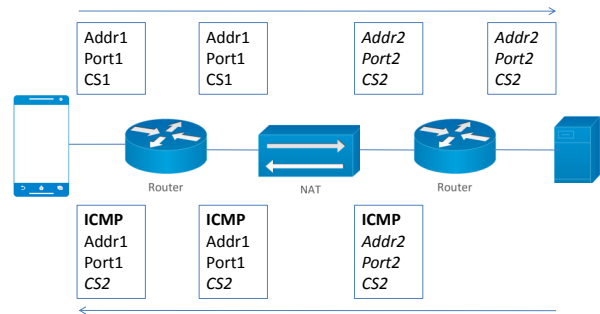 Addr1
Port1
CS1
Addr1
Port1
CS1
Addr2
Port2
CS2
Addr2
Port2
CS2
Router
NAT
Router
ICMP
Addr1
Port1
CS2
ICMP
Addr1
Port1
CS2
ICMP
Addr2
Port2
CS2